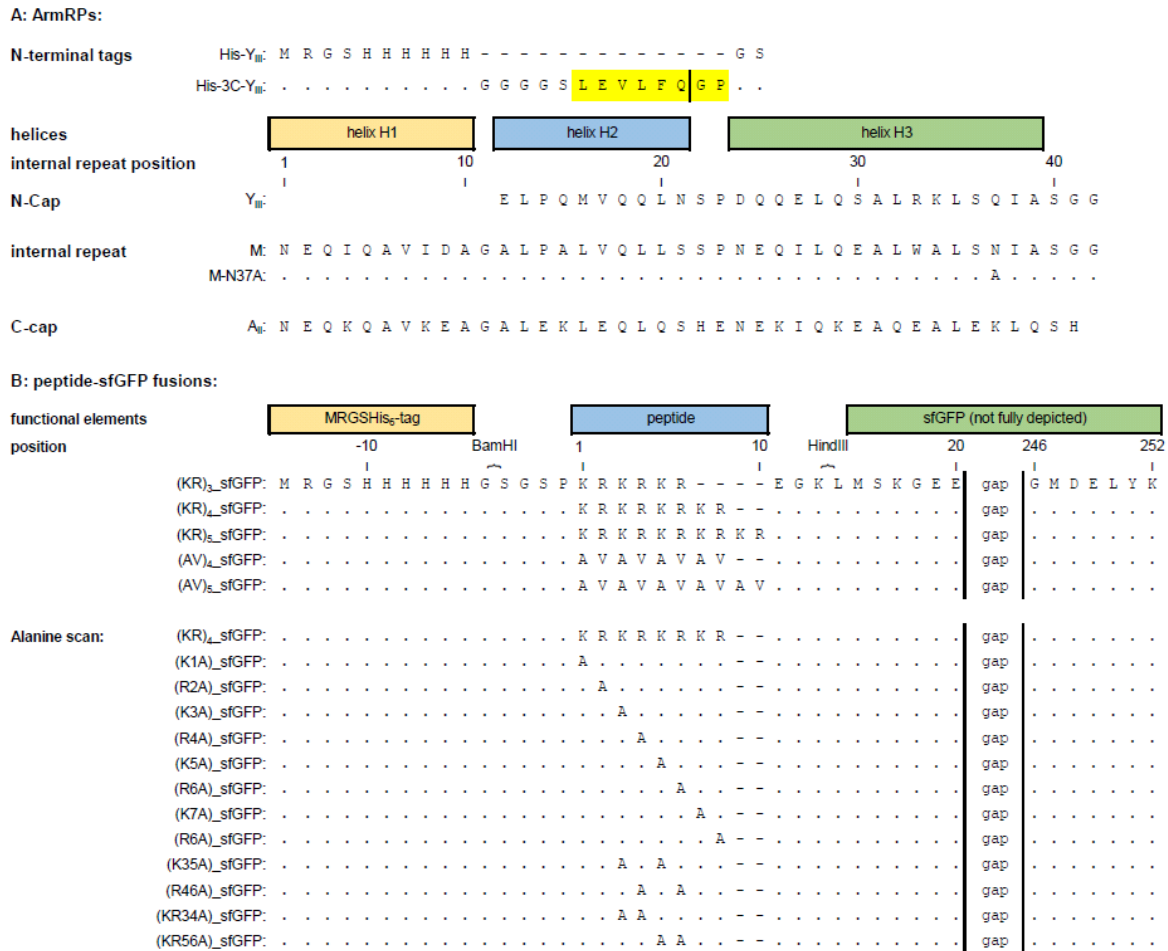 A: ArmRPs:
N-terminal tags His-YIII: M R G S H H H H H H - - - - - - - - - - - - - G S
His-3C-YIII: . . . . . . . . . . G G G G S L E V L F Q G P . .
helices helix H1 helix H2 helix H3
internal repeat position 1 10 20 30 40
N-Cap YIII: E L P Q M V Q Q L N S P D Q Q E L Q S A L R K L S Q I A S G G
internal repeat M: N E Q I Q A V I D A G A L P A L V Q L L S S P N E Q I L Q E A L W A L S N I A S G G
M-N37A: . . . . . . . . . . . . . . . . . . . . . . . . . . . . . . . . . . . . A . . . . .
C-cap AII: N E Q K Q A V K E A G A L E K L E Q L Q S H E N E K I Q K E A Q E A L E K L Q S H
B: peptide-sfGFP fusions:
functional elements MRGSHis6-tag peptide sfGFP (not fully depicted)
position -10 BamHI 1 10 HindIII 20 246 252
(KR)3_sfGFP: M R G S H H H H H H G S G S P K R K R K R - - - - E G K L M S K G E E gap G M D E L Y K
(KR)4_sfGFP: . . . . . . . . . . . . . . . K R K R K R K R - - . . . . . . . . . . gap . . . . . . .
(KR)5_sfGFP: . . . . . . . . . . . . . . . K R K R K R K R K R . . . . . . . . . . gap . . . . . . .
(AV)4_sfGFP: . . . . . . . . . . . . . . . A V A V A V A V - - . . . . . . . . . . gap . . . . . . .
(AV)5_sfGFP: . . . . . . . . . . . . . . . A V A V A V A V A V . . . . . . . . . . gap . . . . . . .
Alanine scan: (KR)4_sfGFP: . . . . . . . . . . . . . . . K R K R K R K R - - . . . . . . . . . . gap . . . . . . .
(K1A)_sfGFP: . . . . . . . . . . . . . . . A . . . . . . . - - . . . . . . . . . . gap . . . . . . .
(R2A)_sfGFP: . . . . . . . . . . . . . . . . A . . . . . . - - . . . . . . . . . . gap . . . . . . .
(K3A)_sfGFP: . . . . . . . . . . . . . . . . . A . . . . . - - . . . . . . . . . . gap . . . . . . .
(R4A)_sfGFP: . . . . . . . . . . . . . . . . . . A . . . . - - . . . . . . . . . . gap . . . . . . .
(K5A)_sfGFP: . . . . . . . . . . . . . . . . . . . A . . . - - . . . . . . . . . . gap . . . . . . .
(R6A)_sfGFP: . . . . . . . . . . . . . . . . . . . . A . . - - . . . . . . . . . . gap . . . . . . .
(K7A)_sfGFP: . . . . . . . . . . . . . . . . . . . . . A . - - . . . . . . . . . . gap . . . . . . .
(R6A)_sfGFP: . . . . . . . . . . . . . . . . . . . . . . A - - . . . . . . . . . . gap . . . . . . .
(K35A)_sfGFP: . . . . . . . . . . . . . . . . . A . A . . . - - . . . . . . . . . . gap . . . . . . .
(R46A)_sfGFP: . . . . . . . . . . . . . . . . . . A . A . . - - . . . . . . . . . . gap . . . . . . .
(KR34A)_sfGFP: . . . . . . . . . . . . . . . . . A A . . . . - - . . . . . . . . . . gap . . . . . . .
(KR56A)_sfGFP: . . . . . . . . . . . . . . . . . . . A A . . - - . . . . . . . . . . gap . . . . . . .